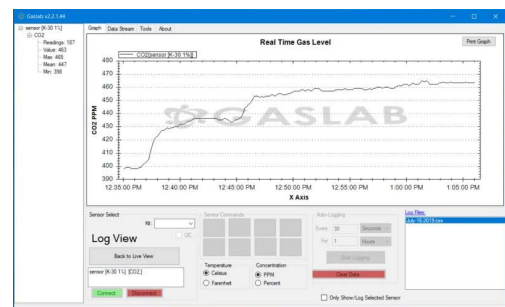 Gaslab v2.2.1.44
sensor [K-30 1%]
CO2
Readings: 187
Value: 463
Max: 465
Mean: 447
Min: 398
Graph Data Stream Tools About
Real Time Gas Level
Print Graph
CO2[sensor [K-30 1%]]
480
470
460
450
440
430
420
410
400
390
CO2 PPM
GASLAB
12:35:00 PM 12:40:00 PM 12:45:00 PM 12:50:00 PM 12:55:00 PM 1:00:00 PM 1:05:00 PM
X Axis
Sensor Select
Log View
Back to Live View
sensor [K-30 1%] [CO2;]
Connect Disconnect
Sensor Commands
Temperature
Celsius
Farenheit
Concentration
PPM
Percent
Auto-Logging
Every 30 Seconds
For 1 Hours
Start Logging
Clear Data
Only Show/Log Selected Sensor
Log Files:
July-16-2019.csv